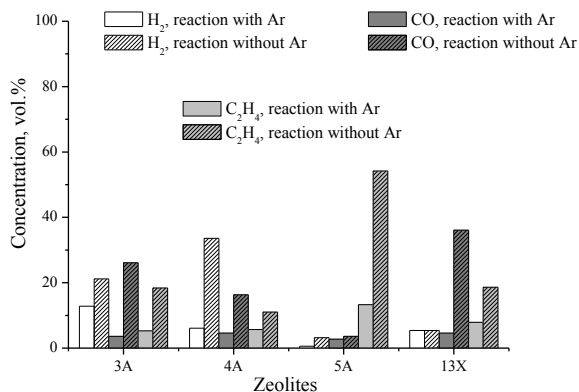 100
80
60
40
20
0
Concentration, vol.%
H₂, reaction with Ar
H₂, reaction without Ar
CO, reaction with Ar
CO, reaction without Ar
C₂H₄, reaction with Ar
C₂H₄, reaction without Ar
3A 4A 5A 13X
Zeolites